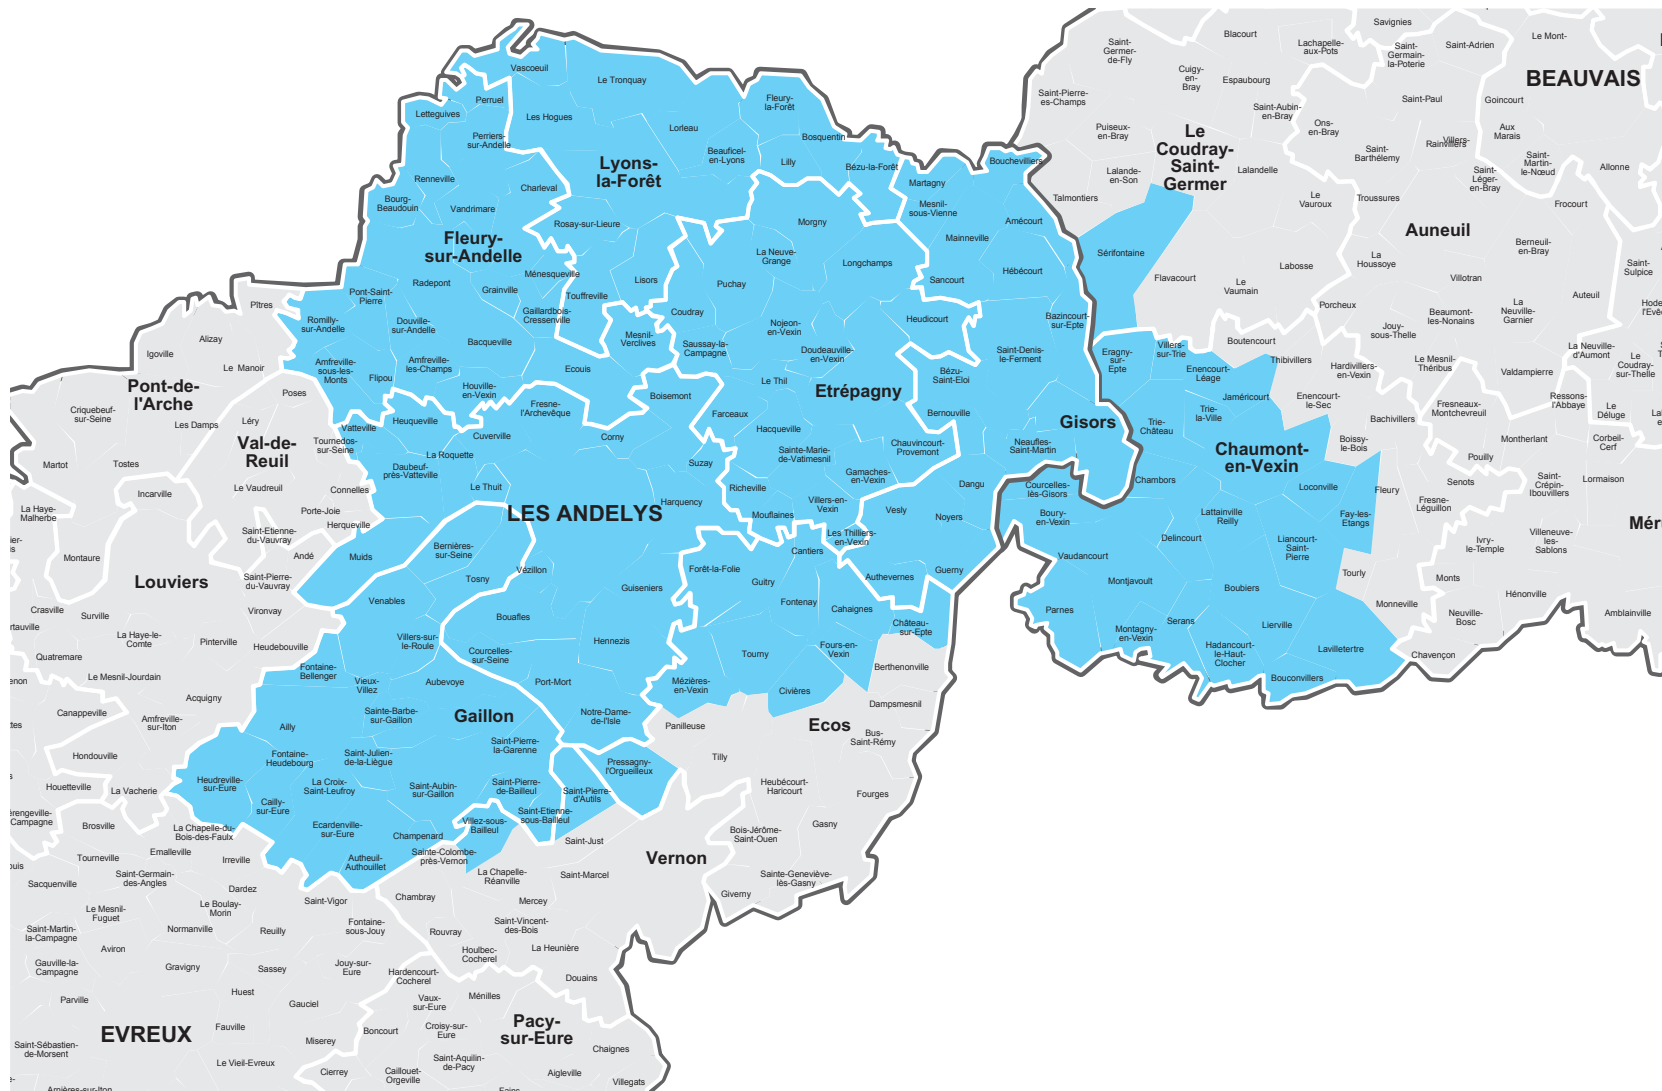 Savignies
Blacourt
Le Mont-
Saint-
Germer-
de-Fly
Lachapelle-
aux-Pots
Saint-
Germain-
la-Poterie
Saint-Adrien
Vascoeuil
Le Tronquay
Cuigy-
en-
Bray
Espaubourg
BEAUVAIS
Saint-Pierre-
es-Champs
Saint-Aubin-
en-Bray
Saint-Paul
Goincourt
Perruel
Letteguives
Les Hogues
Fleury-
la-Forêt
Lorleau
Bosquentin
Puiseux-
en-Bray
Le
Coudray-
Saint-
Germer
Ons-
en-Bray
Aux
Marais
Perriers-
sur-Andelle
Beauficel-
en-Lyons
Lilly
Bézu-la-Forêt
Bouchevilliers
Saint-
Barthélemy
Rainvillers
Villers-
Saint-
Martin-
le-Nœud
Allonne
Lyons-
la-Forêt
Renneville
Charleval
Martagny
Lalande-
en-Son
Lalandelle
Saint-
Léger-
en-Bray
Bourg-
Beaudouin
Vandrimare
Mesnil-
sous-Vienne
Talmontiers
Le
Vauroux
Troussures
Frocourt
Rosay-sur-Lieure
Morgny
Amécourt
Fleury-
sur-Andelle
Mainneville
Auneuil
La Neuve-
Grange
Longchamps
Sérifontaine
Berneuil-
en-Bray
Ménesqueville
Lisors
Hébécourt
Labosse
La
Houssoye
Saint-
Sulpice
Radepont
Puchay
Sancourt
Flavacourt
Villotran
Grainville
Touffreville
Le
Vaumain
Auteuil
Pont-Saint-
Pierre
Pîtres
Gaillardbois-
Cressenville
Coudray
Porcheux
La
Neuville-
Garnier
Romilly-
sur-Andelle
Douville-
sur-Andelle
Heudicourt
Bazincourt-
sur-Epte
Beaumont-
les-Nonains
Nojeon-
en-Vexin
Jouy-
sous-Thelle
Alizay
Bacqueville
Mesnil-
Verclives
Saussay-la-
Campagne
Boutencourt
Igoville
Doudeauville-
en-Vexin
Saint-Denis-
le-Ferment
Eragny-
sur-
Epte
Villers-
sur-Trie
Thibivillers
La Neuville-
d'Aumont
Le Manoir
Amfreville-
sous-les-
Monts
Amfreville-
les-Champs
Ecouis
Le Mesnil-
Théribus
Le
Coudray-
sur-Thelle
Flipou
Le Thil
Bézu-
Saint-Eloi
Enencourt-
Léage
Hardivillers-
en-Vexin
Valdampierre
Pont-de-
l'Arche
Poses
Houville-
en-Vexin
Boisemont
Etrépagny
Jaméricourt
Enencourt-
le-Sec
Ressons-
l'Abbaye
Criquebeuf-
sur-Seine
Fresne-
l'Archevêque
Farceaux
Bernouville
Trie-
la-Ville
Fresneaux-
Montchevreuil
Le
Déluge
Léry
Heuqueville
Hacqueville
Gisors
Trie-
Château
Bachivillers
Les Damps
Vatteville
Cuverville
Corny
Montherlant
Corbeil-
Cerf
Val-de-
Reuil
Tournedos-
sur-Seine
Chauvincourt-
Provemont
Neaufles-
Saint-Martin
Chaumont-
en-Vexin
Boissy-
le-Bois
La Roquette
Sainte-Marie-
de-Vatimesnil
Pouilly
Martot
Tostes
Daubeuf-
près-Vatteville
Suzay
Gamaches-
en-Vexin
Chambors
Lormaison
Le Vaudreuil
Connelles
Le Thuit
Richeville
Dangu
Courcelles-
lès-Gisors
Loconville
Fleury
Senots
Saint-
Crépin-
Ibouvillers
Incarville
Harquency
Villers-en-
Vexin
Fresne-
Léguillon
La Haye-
Malherbe
Porte-Joie
LES ANDELYS
Mouflaines
Vesly
Noyers
Boury-
en-Vexin
Lattainville
Reilly
Fay-les-
Etangs
Herqueville
Saint-Etienne-
du-Vauvray
Les Thilliers-
en-Vexin
Delincourt
Liancourt-
Saint-
Pierre
Villeneuve-
les-
Sablons
Montaure
Andé
Muids
Bernières-
sur-Seine
Cantiers
Vaudancourt
Ivry-
le-Temple
Louviers
Saint-Pierre-
du-Vauvray
Tosny
Vézillon
Forêt-la-Folie
Guitry
Authevernes
Guerny
Montjavoult
Boubiers
Tourly
Monts
Guiseniers
Crasville
Surville
Vironvay
Venables
Bouafles
Fontenay
Cahaignes
Parnes
Monneville
Hénonville
Amblainville
La Haye-le-
Comte
Pinterville
Heudebouville
Villers-sur-
le-Roule
Hennezis
Château-
sur-Epte
Serans
Montagny-
en-Vexin
Lierville
Neuville-
Bosc
Quatremare
Courcelles-
sur-Seine
Tourny
Fours-en-
Vexin
Hadancourt-
le-Haut-
Clocher
Lavilletertre
Chavençon
Le Mesnil-Jourdain
Fontaine-
Bellenger
Vieux-
Villez
Aubevoye
Port-Mort
Mézières-
en-Vexin
Civières
Berthenonville
Bouconvillers
Acquigny
Canappeville
Amfreville-
sur-Iton
Ailly
Sainte-Barbe-
sur-Gaillon
Gaillon
Notre-Dame-
de-l'Isle
Panilleuse
Ecos
Dampsmesnil
Bus-
Saint-Rémy
Hondouville
Fontaine-
Heudebourg
Saint-Julien-
de-la-Liègue
Saint-Pierre-
la-Garenne
Tilly
Pressagny-
l'Orgueilleux
Houetteville
La Vacherie
Heudreville-
sur-Eure
La Croix-
Saint-Leufroy
Saint-Aubin-
sur-Gaillon
Saint-Pierre-
de-Bailleul
Saint-Pierre-
d'Autils
Heubécourt-
Haricourt
Fourges
Cailly-
sur-Eure
Brosville
La Chapelle-du-
Bois-des-Faulx
Ecardenville-
sur-Eure
Champenard
Villez-sous-
Bailleul
Saint-Etienne-
sous-Bailleul
Saint-Just
Bois-Jérôme-
Saint-Ouen
Gasny
Tourneville
Emalleville
Irreville
Autheuil-
Authouillet
Sainte-Colombe-
près-Vernon
Vernon
Sacquenville
Saint-Germain-
des-Angles
Dardez
La Chapelle-
Réanville
Saint-Marcel
Sainte-Geneviève-
lès-Gasny
Giverny
Le Mesnil-
Fuguet
Le Boulay-
Morin
Saint-Vigor
Chambray
Mercey
Saint-Martin-
la-Campagne
Normanville
Reuilly
Fontaine-
sous-Jouy
Rouvray
Saint-Vincent-
des-Bois
Aviron
Houlbec-
Cocherel
La Heunière
Gauville-la-
Campagne
Gravigny
Sassey
Jouy-sur-
Eure
Hardencourt-
Cocherel
Douains
Parville
Huest
Gauciel
Vaux-
sur-Eure
Ménilles
EVREUX
Fauville
Miserey
Boncourt
Croisy-sur-
Eure
Pacy-
sur-Eure
Saint-Sébastien-
de-Morsent
Le Vieil-Evreux
Cierrey
Caillouet-
Orgeville
Saint-Aquilin-
de-Pacy
Chaignes
Aigleville
Villegats